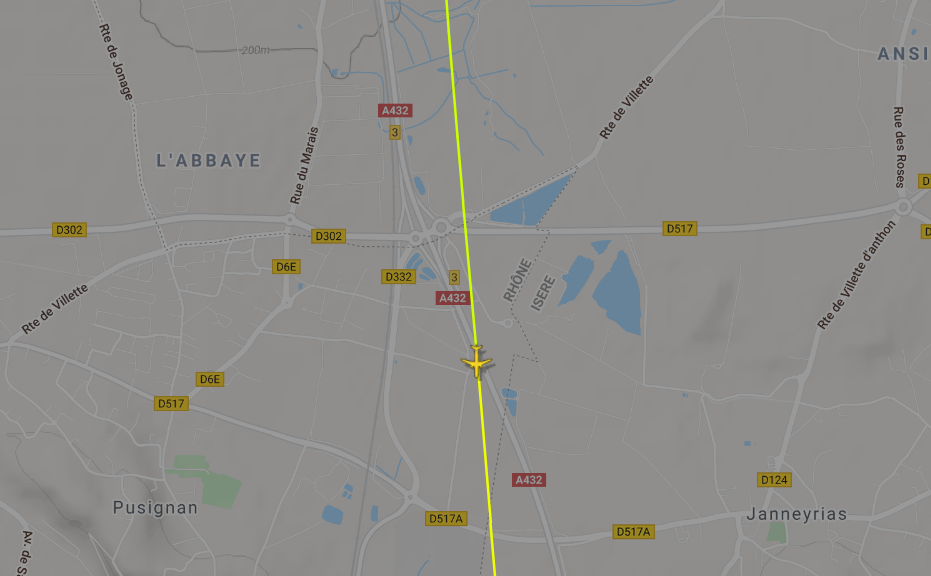 Rte de Jonage
200m
ANSI
A432
3
Rte de Villette
L'ABBAYE
Rue du Marais
Rue des Roses
D302
D302
D517
D6E
D332
3
A432
RHÔNE
ISERE
Rte de Villette d'anthon
Rte de Villette
D6E
D517
A432
D124
Pusignan
D517A
D517A
Janneyrias
Av. de Sa